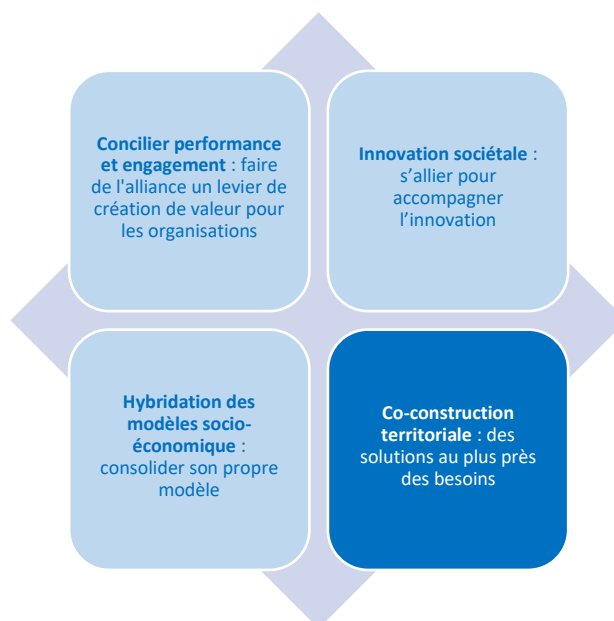 Concilier performance
et engagement : faire
de l'alliance un levier de
création de valeur pour
les organisations
Innovation sociétale :
s’allier pour
accompagner
l’innovation
Hybridation des
modèles socio-
économique :
consolider son propre
modèle
Co-construction
territoriale : des
solutions au plus près
des besoins